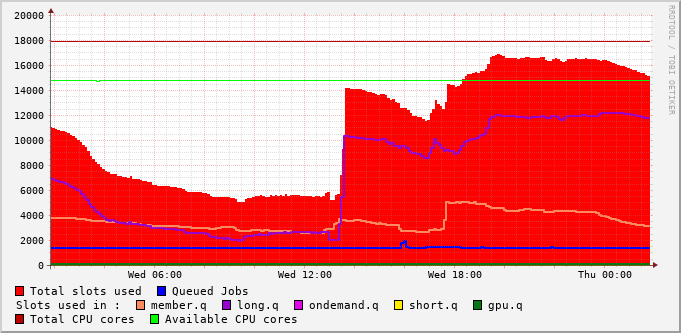 20000
18000
16000
14000
12000
10000
8000
6000
4000
2000
0
Wed 06:00 Wed 12:00 Wed 18:00 Thu 00:00
RRDTOOL / TOBI OETIKER
Total slots used Queued Jobs
Slots used in : member.q long.q ondemand.q short.q gpu.q
Total CPU cores Available CPU cores